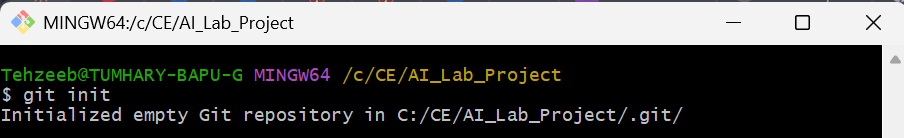 MINGW64:/c/CE/AI_Lab_Project
Tehzeeb@TUMHARY-BAPU-G MINGW64 /c/CE/AI_Lab_Project
$ git init
Initialized empty Git repository in C:/CE/AI_Lab_Project/.git/